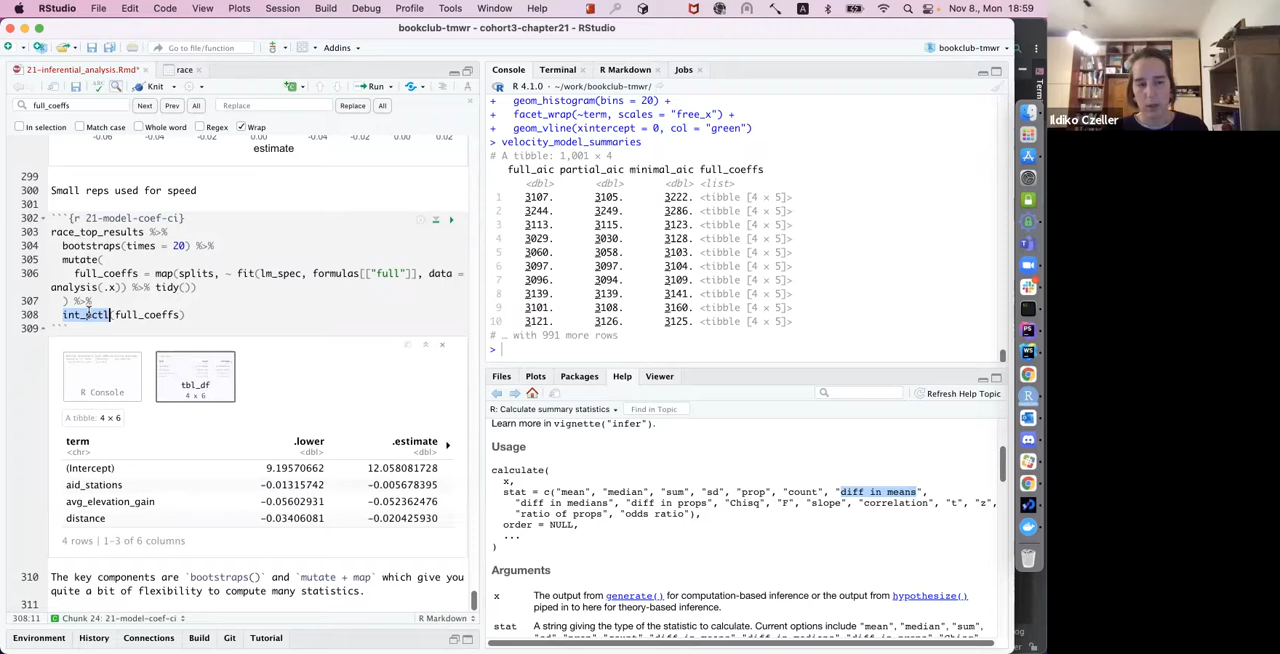 RStudio File Edit Code View Plots Session Build Debug Profile Tools Window Help Nov 8., Mon 18:59
bookclub-tmwr - cohort3-chapter21 - RStudio
Go to file/function Addins bookclub-tmwr
21-inferential_analysis.Rmd* race
Knit Run
full_coeffs Next Prev All Replace Replace All
In selection Match case Whole word Regex Wrap
-0.06 -0.04 -0.02 0.00 0.02
estimate
299
300 Small reps used for speed
301
302 ```{r 21-model-coef-ci}
303 race_top_results %>%
304 bootstraps(times = 20) %>%
305 mutate(
306 full_coeffs = map(splits, ~ fit(lm_spec, formulas[["full"]], data =
analysis(.x)) %>% tidy())
307 ) %>%
308 int_pctl(full_coeffs)
309 ```
R Console
tbl_df
4 x 6
A tibble: 4 × 6
term .lower .estimate
<chr> <dbl> <dbl>
(Intercept) 9.19570662 12.058081728
aid_stations -0.01315742 -0.005678395
avg_elevation_gain -0.05602931 -0.052362476
distance -0.03406081 -0.020425930
4 rows | 1-3 of 6 columns
310 The key components are `bootstraps()` and `mutate + map` which give you
quite a bit of flexibility to compute many statistics.
311
308:11 Chunk 24: 21-model-coef-ci R Markdown
Environment History Connections Build Git Tutorial
Console Terminal R Markdown Jobs
R 4.1.0 · ~/work/bookclub-tmwr/
+ geom_histogram(bins = 20) +
+ facet_wrap(~term, scales = "free_x") +
+ geom_vline(xintercept = 0, col = "green")
> velocity_model_summaries
# A tibble: 1,001 × 4
full_aic partial_aic minimal_aic full_coeffs
<dbl> <dbl> <dbl> <list>
1 3107. 3105. 3222. <tibble [4 × 5]>
2 3244. 3249. 3286. <tibble [4 × 5]>
3 3113. 3115. 3123. <tibble [4 × 5]>
4 3029. 3030. 3128. <tibble [4 × 5]>
5 3060. 3058. 3103. <tibble [4 × 5]>
6 3097. 3097. 3104. <tibble [4 × 5]>
7 3096. 3094. 3109. <tibble [4 × 5]>
8 3139. 3139. 3141. <tibble [4 × 5]>
9 3101. 3108. 3160. <tibble [4 × 5]>
10 3121. 3126. 3125. <tibble [4 × 5]>
# … with 991 more rows
>
Files Plots Packages Help Viewer
Refresh Help Topic
R: Calculate summary statistics Find in Topic
Learn more in vignette("infer").
Usage
calculate(
x,
stat = c("mean", "median", "sum", "sd", "prop", "count", "diff in means",
"diff in medians", "diff in props", "Chisq", "F", "slope", "correlation", "t", "z",
"ratio of props", "odds ratio"),
order = NULL,
...
)
Arguments
x The output from generate() for computation-based inference or the output from
hypothesize() piped in to here for theory-based inference.
stat A string giving the type of the statistic to calculate. Current options include "mean", "median", "sum",
Ildiko Czeller